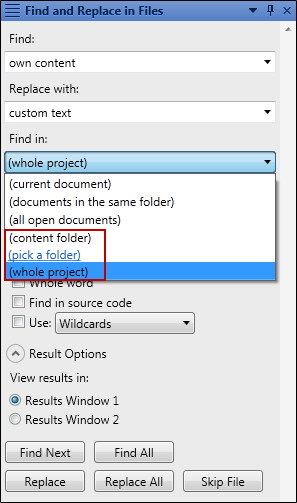 Find and Replace in Files
Find:
own content
Replace with:
custom text
Find in:
(whole project)
(current document)
(documents in the same folder)
(all open documents)
(content folder)
(pick a folder)
(whole project)
Whole word
Find in source code
Use: Wildcards
Result Options
View results in:
Results Window 1
Results Window 2
Find Next Find All
Replace Replace All Skip File